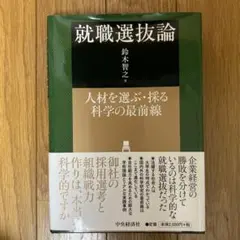 就職選抜論
鈴木智之 著
人材を選ぶ・採る
科学の最前線
企業経営の
勝敗を分けて
いるのは科学的な
就職選抜だった
御社の
採用選考と
組織戦力
作りは、本当に
科学的ですか
中央経済社